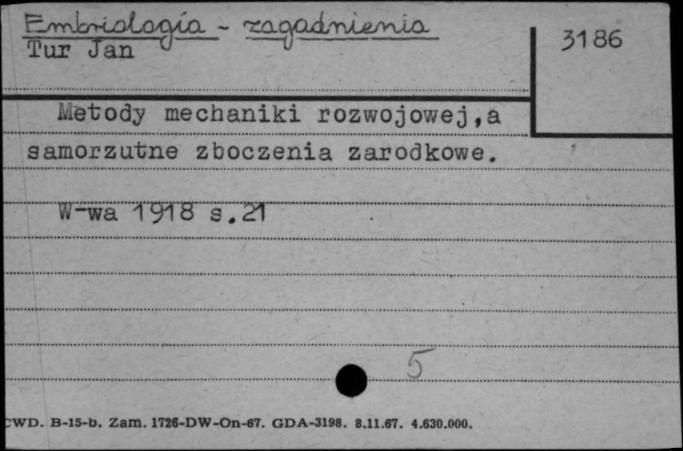 Embriologia - zagadnienia
3186
Tur Jan
Metody mechaniki rozwojowej,a
samorzutne zboczenia zarodkowe.
W-wa 1918 s.21
5
CWD. B-15-b. Zam. 1726-DW-On-67. GDA-3198. 8.11.67. 4.630.000.